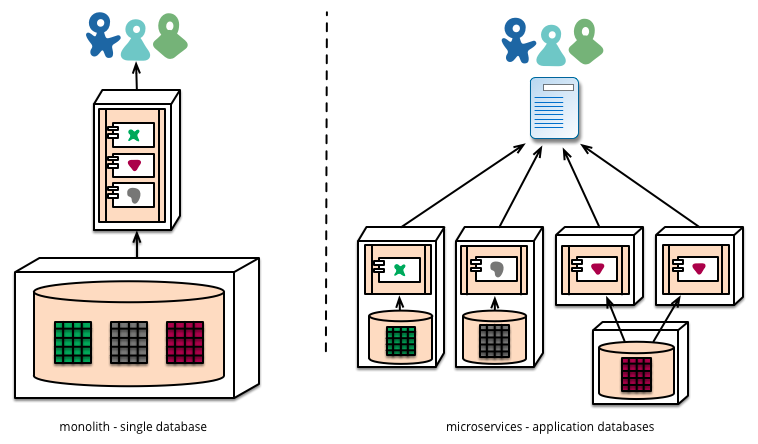 monolith - single database
microservices - application databases